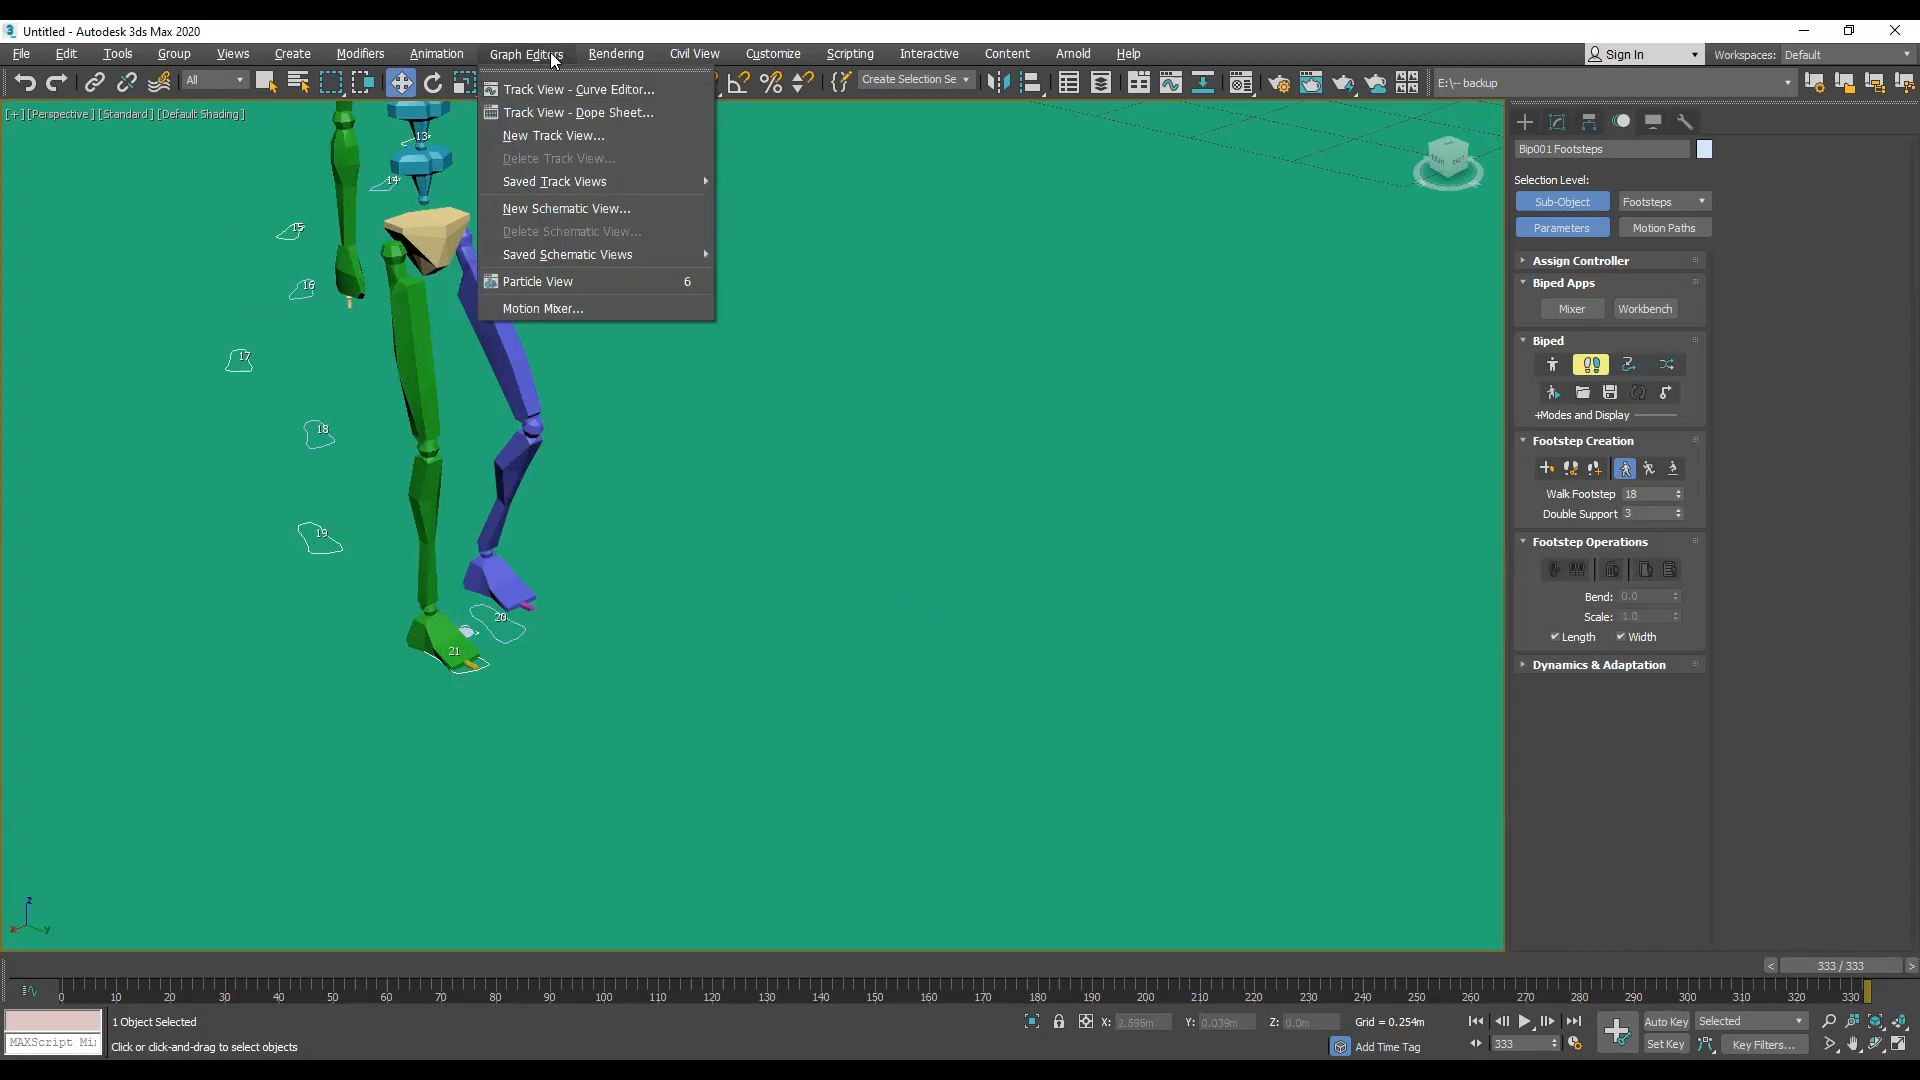 Untitled - Autodesk 3ds Max 2020
File Edit Tools Group Views Create Modifiers Animation Graph Editors Rendering Civil View Customize Scripting Interactive Content Arnold Help
Sign In
Workspaces: Default
All
Create Selection Se
E:\-- backup
[+] [Perspective] [Standard] [Default Shading]
Track View - Curve Editor...
Track View - Dope Sheet...
New Track View...
Delete Track View...
Saved Track Views
New Schematic View...
Delete Schematic View...
Saved Schematic Views
Particle View 6
Motion Mixer...
13
14
15
16
17
18
19
20
21
z
x y
Bip001 Footsteps
Selection Level:
Sub-Object Footsteps
Parameters Motion Paths
Assign Controller
Biped Apps
Mixer Workbench
Biped
+Modes and Display
Footstep Creation
Walk Footstep 18
Double Support 3
Footstep Operations
Bend: 0.0
Scale: 1.0
Length Width
Dynamics & Adaptation
< 333 / 333 >
0 10 20 30 40 50 60 70 80 90 100 110 120 130 140 150 160 170 180 190 200 210 220 230 240 250 260 270 280 290 300 310 320 330
1 Object Selected
X: 2.595m Y: 0.039m Z: 0.0m Grid = 0.254m
Auto Key Selected
MAXScript Mi
Click or click-and-drag to select objects
Add Time Tag
333
Set Key Key Filters...